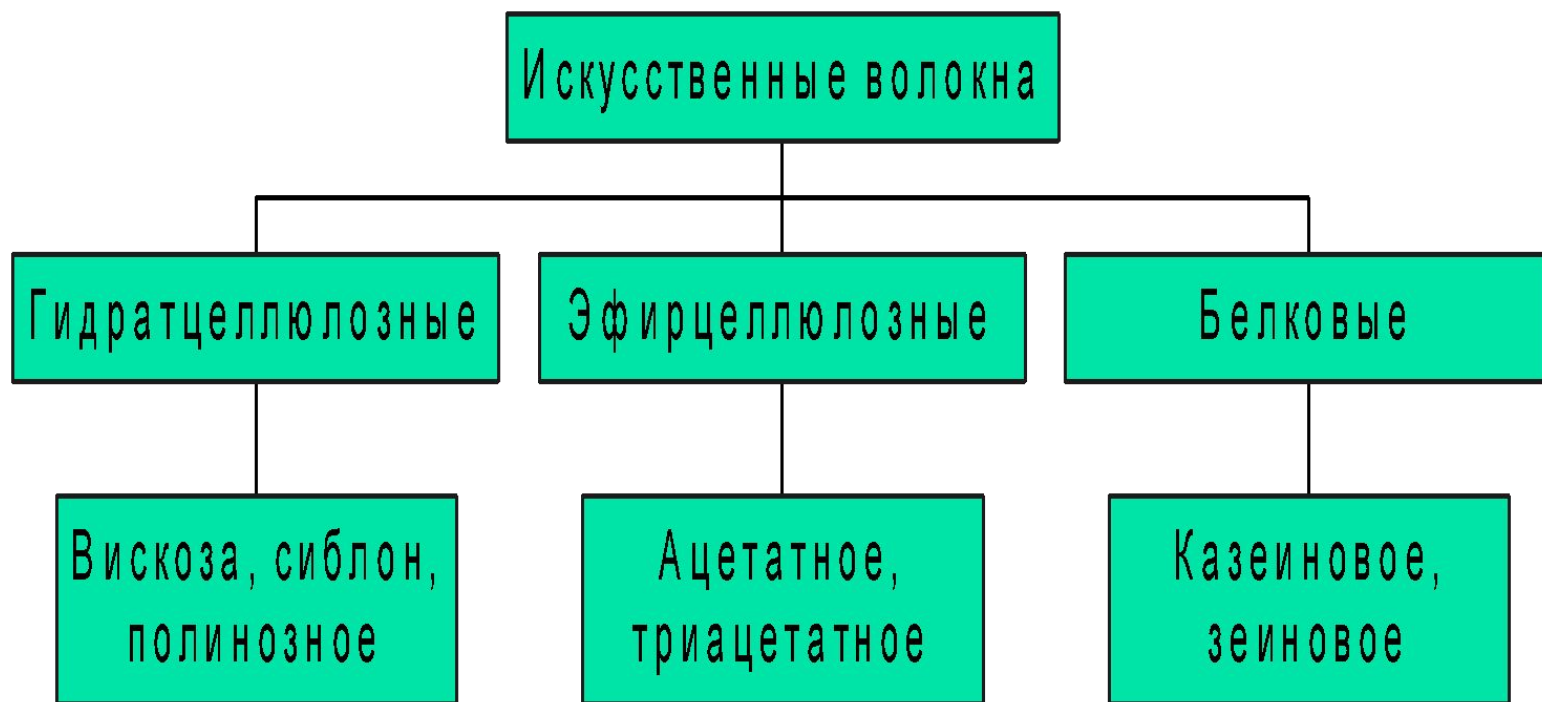 Искусственные волокна
Гидратцеллюлозные
Эфирцеллюлозные
Белковые
Вискоза, сиблон,
полинозное
Ацетатное,
триацетатное
Казеиновое,
зеиновое